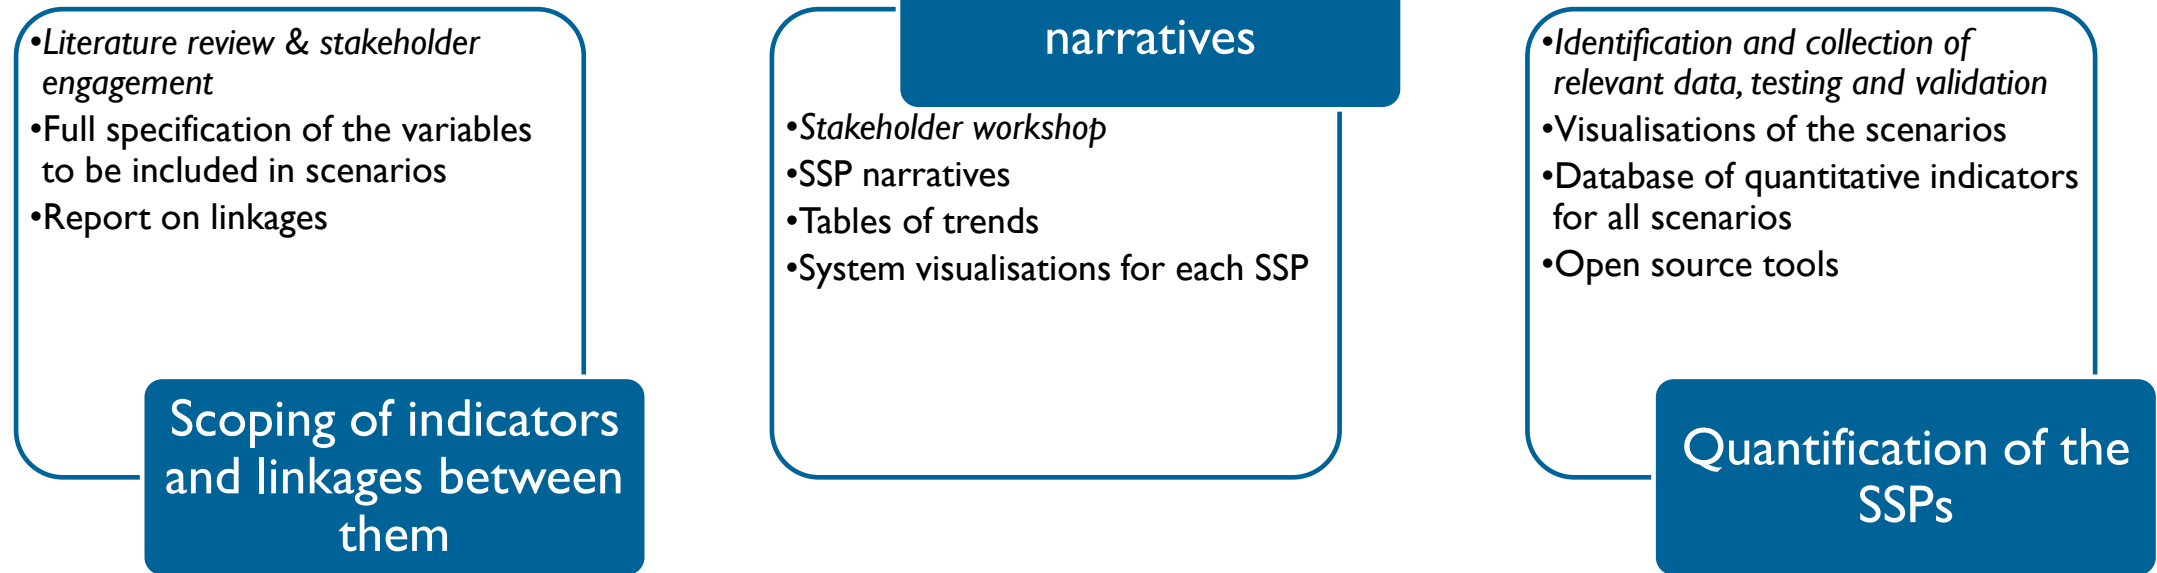 •Literature review & stakeholder
engagement
•Full specification of the variables
to be included in scenarios
•Report on linkages
Scoping of indicators
and linkages between
them
narratives
•Stakeholder workshop
•SSP narratives
•Tables of trends
•System visualisations for each SSP
•Identification and collection of
relevant data, testing and validation
•Visualisations of the scenarios
•Database of quantitative indicators
for all scenarios
•Open source tools
Quantification of the
SSPs